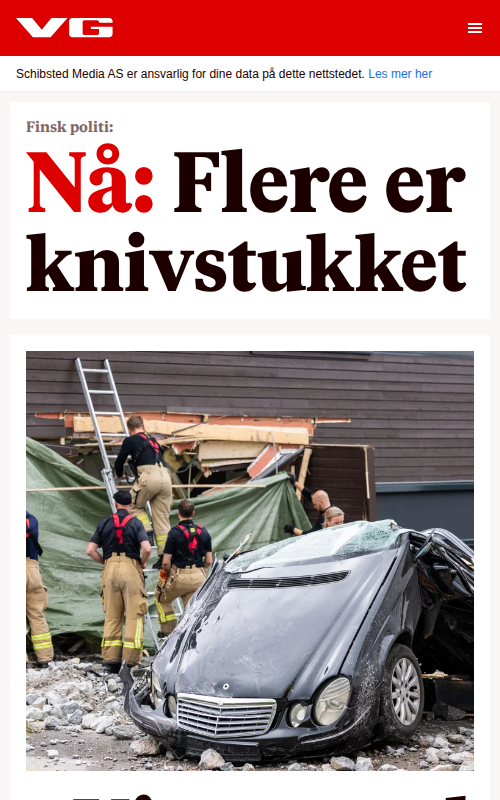 VG
Schibsted Media AS er ansvarlig for dine data på dette nettstedet. Les mer her
Finsk politi:
Nå: Flere er
knivstukket